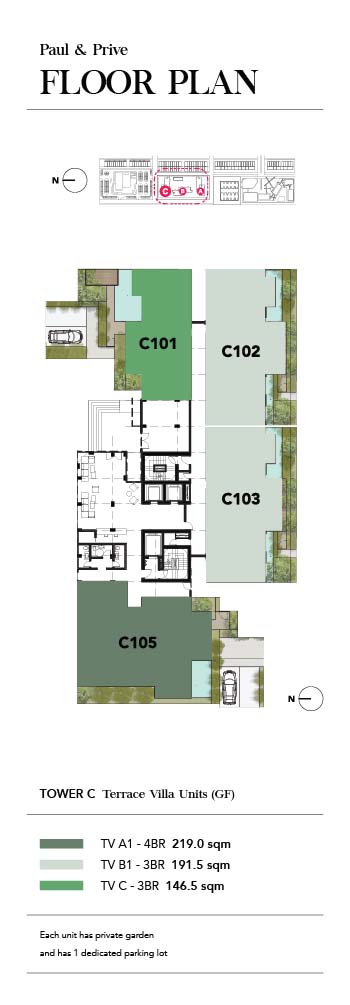 Paul & Prive
FLOOR PLAN
N
C B A
C101
C102
C103
C105
N
TOWER C Terrace Villa Units (GF)
TV A1 - 4BR 219.0 sqm
TV B1 - 3BR 191.5 sqm
TV C - 3BR 146.5 sqm
Each unit has private garden
and has 1 dedicated parking lot